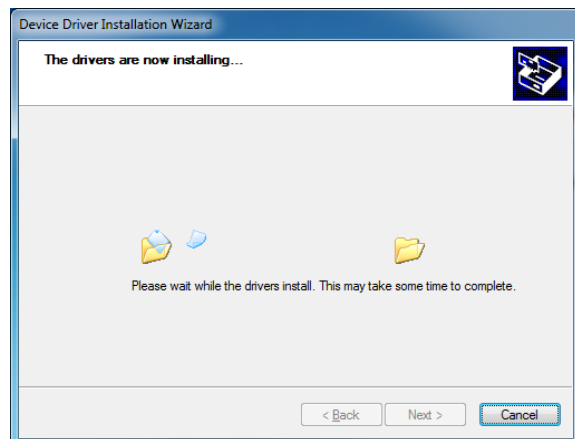 Device Driver Installation Wizard
The drivers are now installing...
Please wait while the drivers install. This may take some time to complete.
< Back Next > Cancel